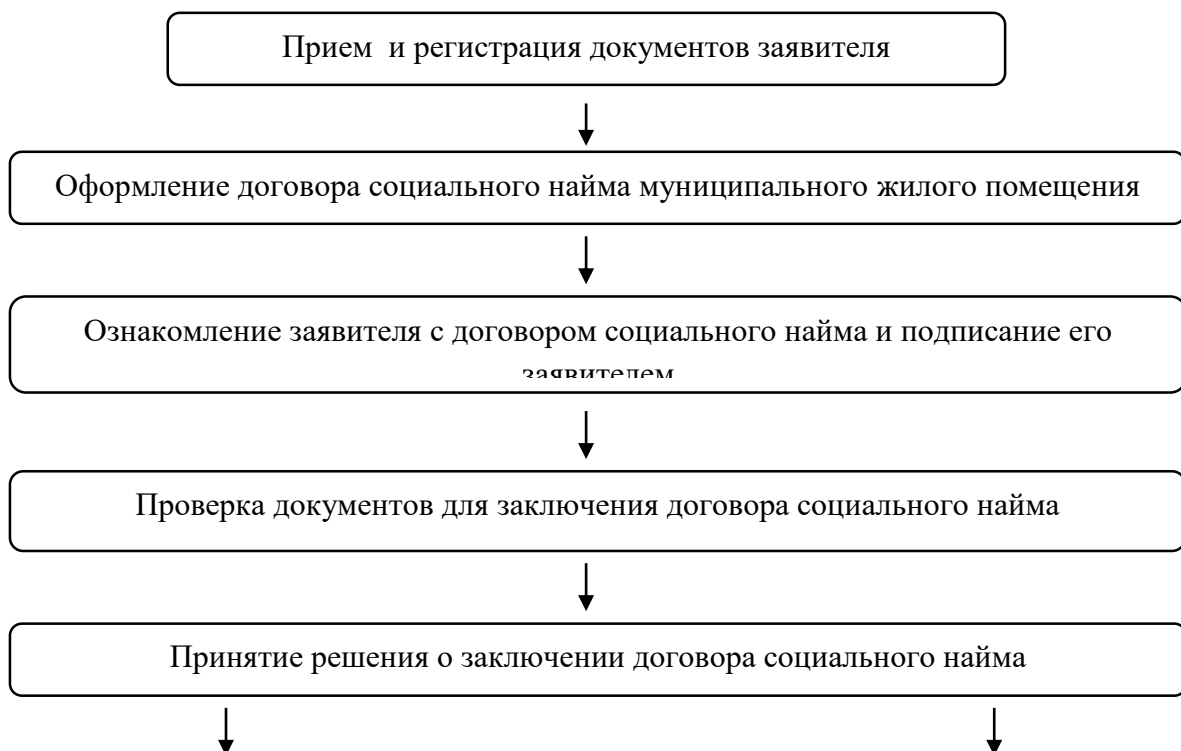 Прием  и регистрация документов заявителя
Оформление договора социального найма муниципального жилого помещения
Ознакомление заявителя с договором социального найма и подписание его
заявителем
Проверка документов для заключения договора социального найма
Принятие решения о заключении договора социального найма